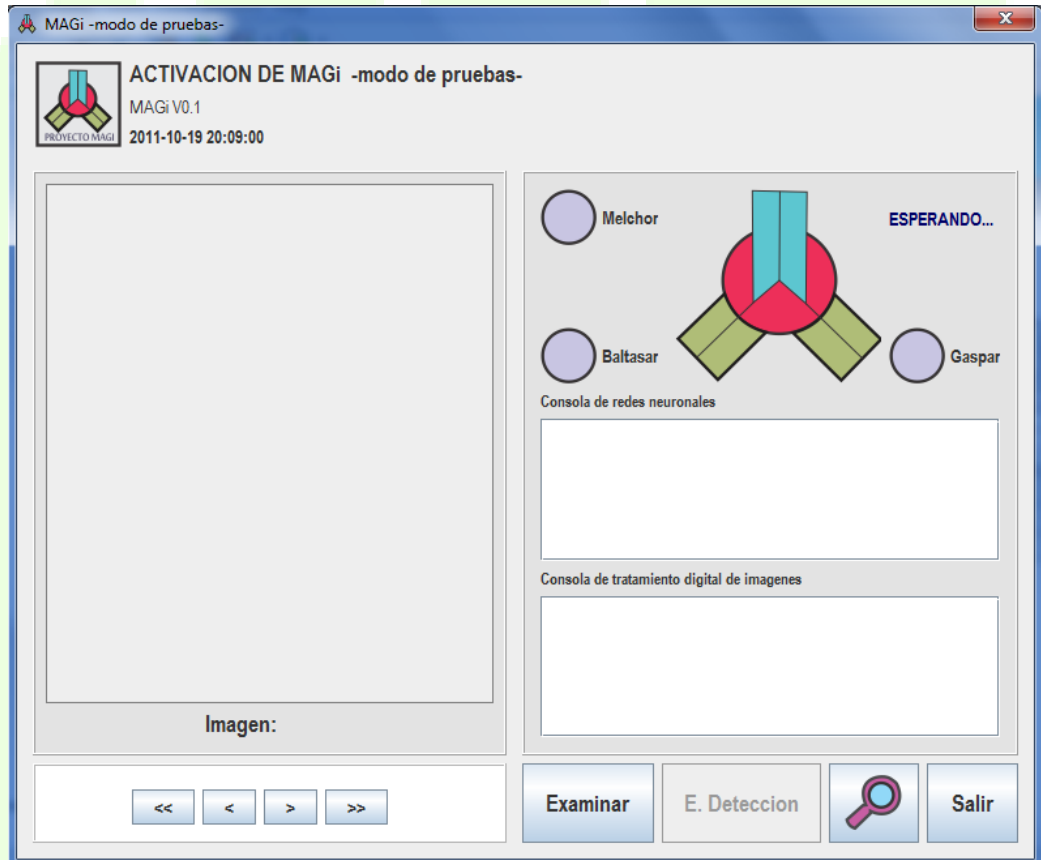 MAGi -modo de pruebas-
x
ACTIVACION DE MAGi -modo de pruebas-
MAGi V0.1
2011-10-19 20:09:00
PROYECTO MAGI
Imagen:
<< < > >>
Melchor
ESPERANDO...
Baltasar
Gaspar
Consola de redes neuronales
Consola de tratamiento digital de imagenes
Examinar
E. Deteccion
Salir